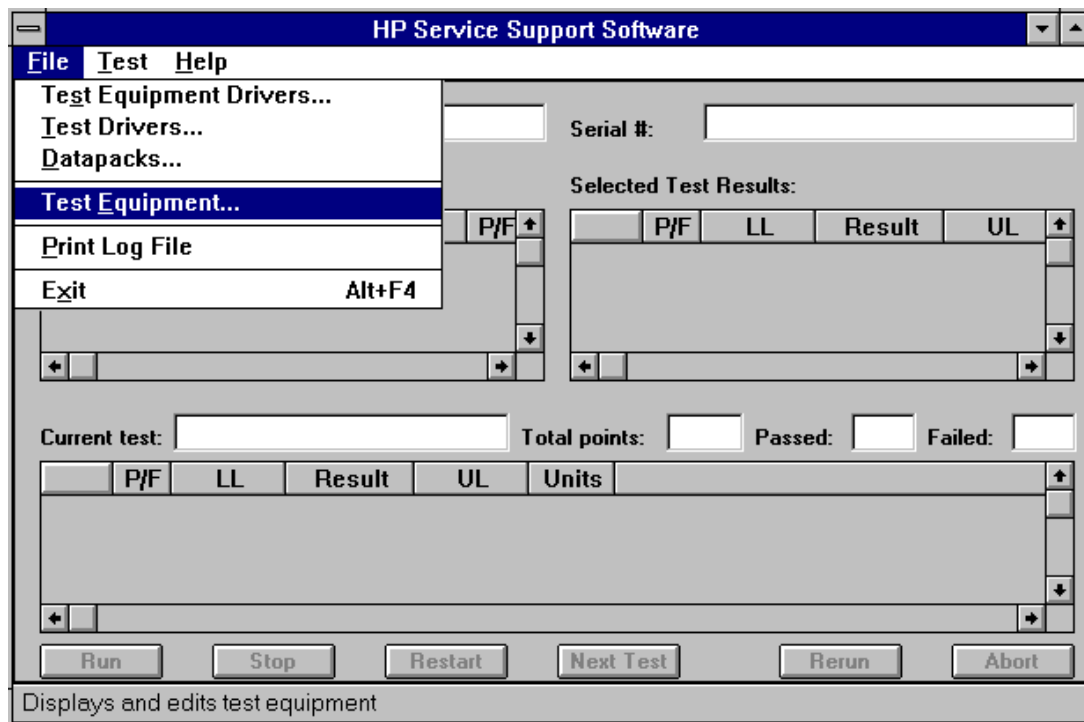 HP Service Support Software
File Test Help
Test Equipment Drivers...
Test Drivers...
Datapacks...
Test Equipment...
Print Log File
Exit Alt+F4
Serial #:
Selected Test Results:
P/F
P/F LL Result UL
Current test: Total points: Passed: Failed:
P/F LL Result UL Units
Run Stop Restart Next Test Rerun Abort
Displays and edits test equipment